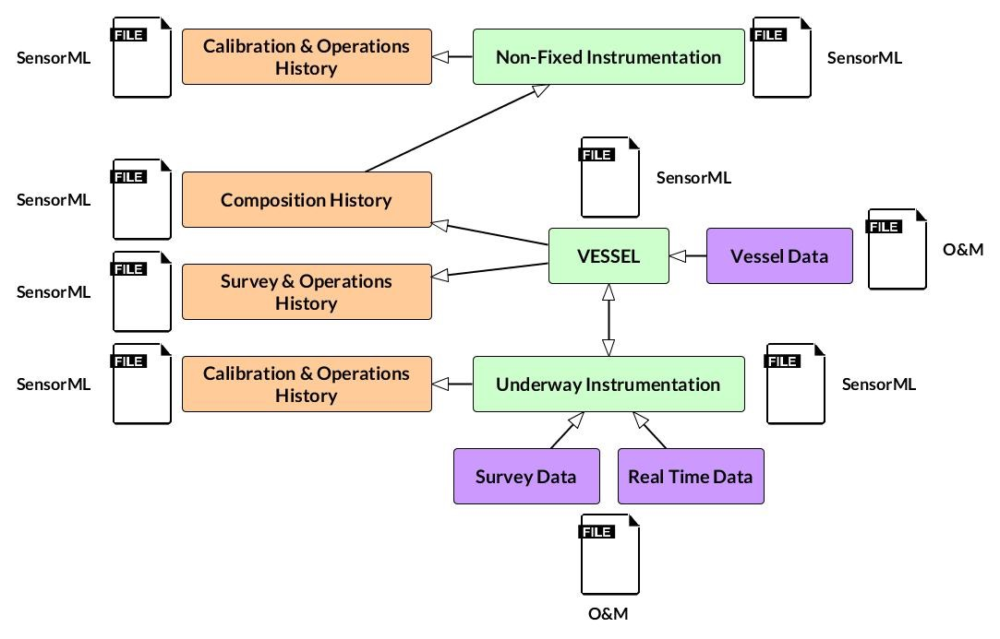 FILE
SensorML
Calibration & Operations
History
Non-Fixed Instrumentation
FILE
SensorML
FILE
SensorML
FILE
SensorML
Composition History
FILE
SensorML
Survey & Operations
History
VESSEL
Vessel Data
FILE
O&M
FILE
SensorML
Calibration & Operations
History
Underway Instrumentation
FILE
SensorML
Survey Data
Real Time Data
FILE
O&M